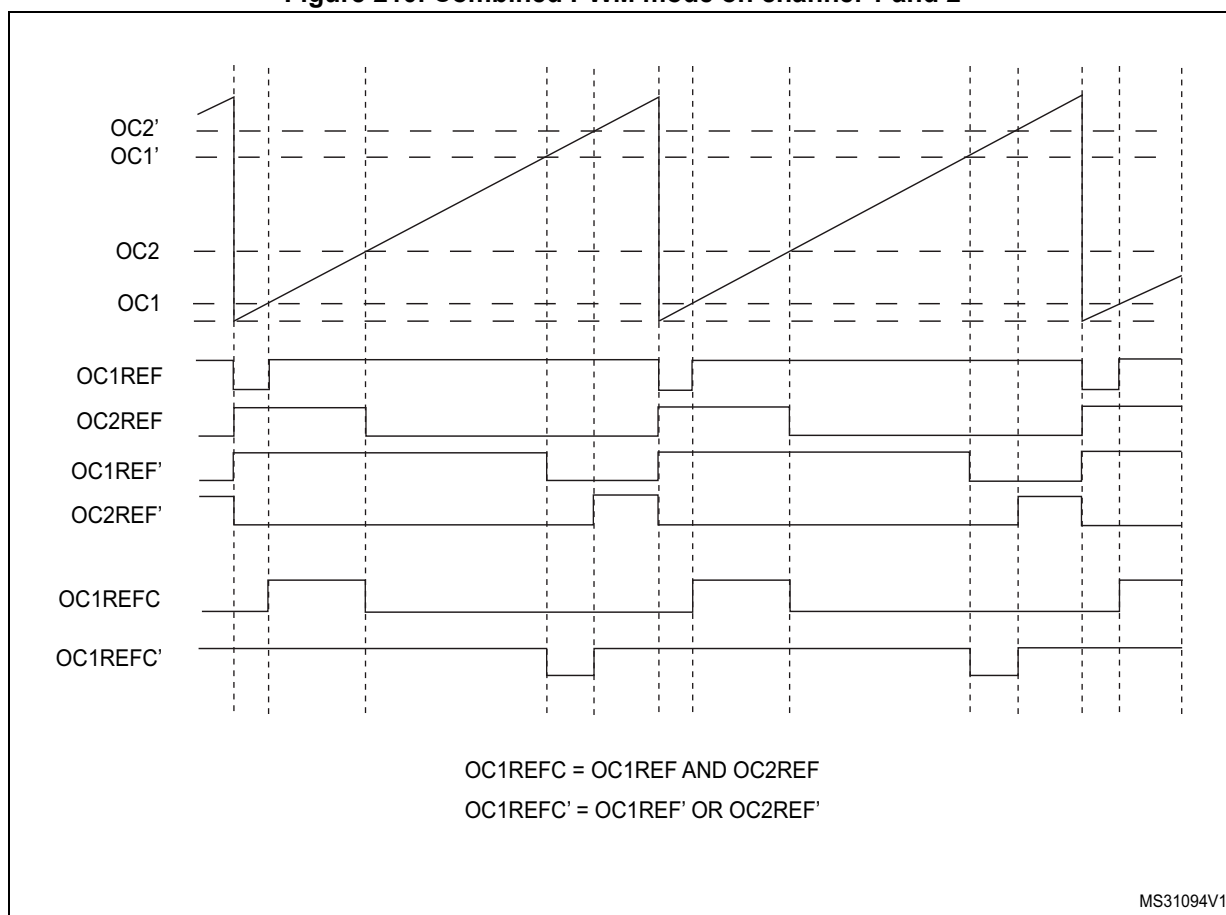 OC2’
OC1’
OC2
OC1
OC1REF
OC2REF
OC1REF’
OC2REF’
OC1REFC
OC1REFC’
OC1REFC = OC1REF AND OC2REF
OC1REFC’ = OC1REF’ OR OC2REF’
MS31094V1